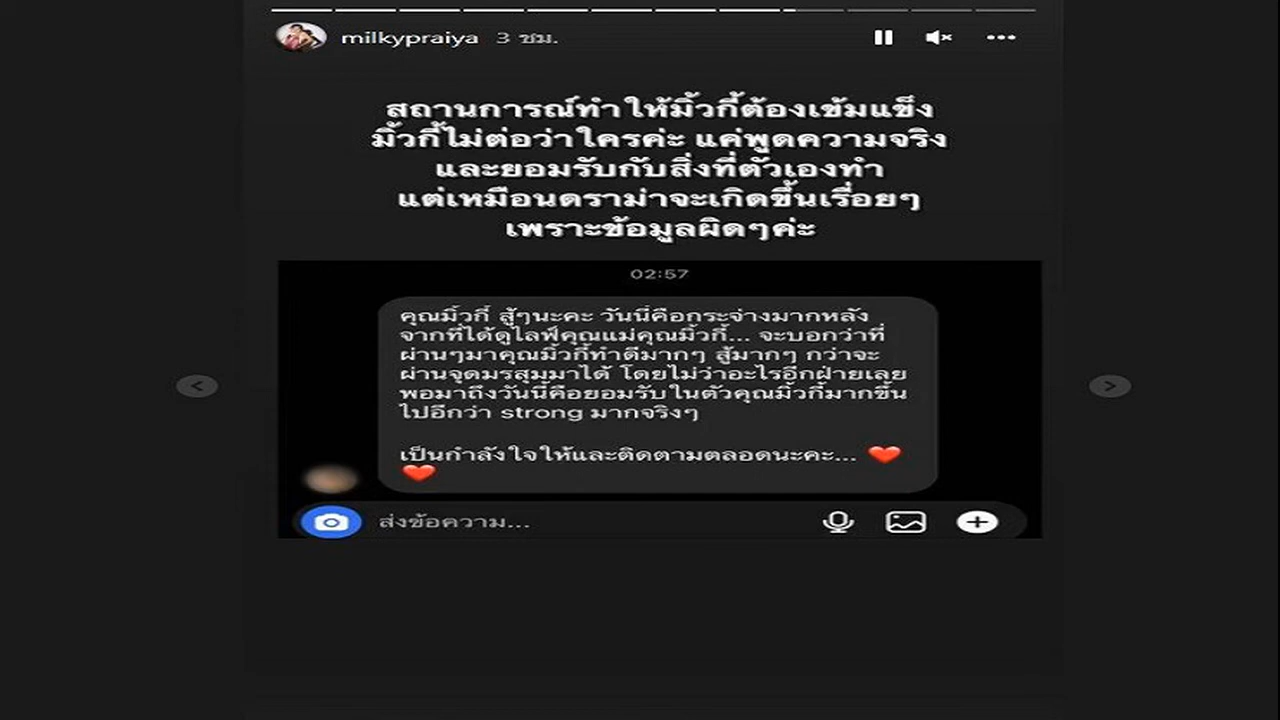 milkypraiya 3 ชม.
สถานการณ์ทำให้มิ้วกี้ต้องเข้มแข็ง
มิ้วกี้ไม่ต่อว่าใครค่ะ แค่พูดความจริง
และยอมรับกับสิ่งที่ตัวเองทำ
แต่เหมือนดราม่าจะเกิดขึ้นเรื่อยๆ
เพราะข้อมูลผิดๆค่ะ
02:57
คุณมิ้วกี้ สู้ๆนะคะ วันนี้คือกระจ่างมากหลัง
จากที่ได้ดูไลฟ์คุณแม่คุณมิ้วกี้... จะบอกว่าที่
ผ่านๆมาคุณมิ้วกี้ทำดีมากๆ สู้มากๆ กว่าจะ
ผ่านจุดมรสุมมาได้ โดยไม่ว่าอะไรอีกฝ่ายเลย
พอมาถึงวันนี้คือยอมรับในตัวคุณมิ้วกี้มากขึ้น
ไปอีกว่า strong มากจริงๆ
เป็นกำลังใจให้และติดตามตลอดนะคะ... ❤️
❤️
ส่งข้อความ...